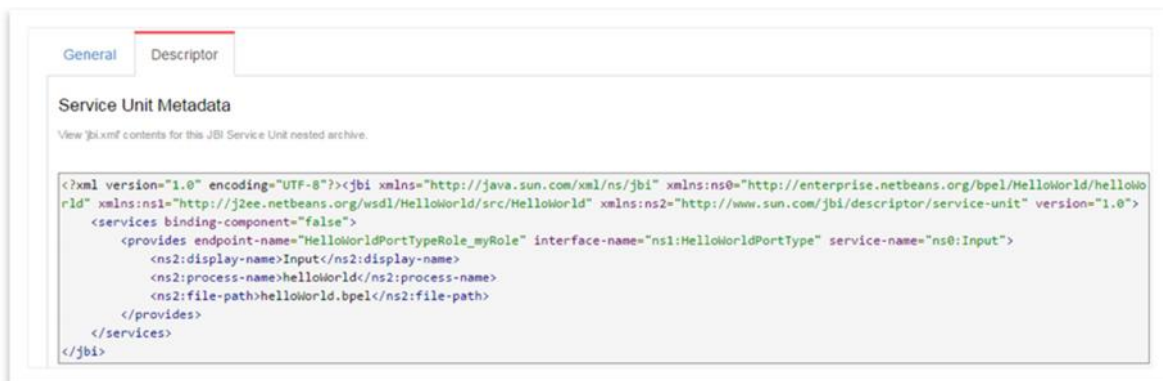 General Descriptor
Service Unit Metadata
View 'jbi.xml' contents for this JBI Service Unit nested archive.
<?xml version="1.0" encoding="UTF-8"?><jbi xmlns="http://java.sun.com/xml/ns/jbi" xmlns:ns0="http://enterprise.netbeans.org/bpel/HelloWorld/helloWo
rld" xmlns:ns1="http://j2ee.netbeans.org/wsdl/HelloWorld/src/HelloWorld" xmlns:ns2="http://www.sun.com/jbi/descriptor/service-unit" version="1.0">
<services binding-component="false">
<provides endpoint-name="HelloWorldPortTypeRole_myRole" interface-name="ns1:HelloWorldPortType" service-name="ns0:Input">
<ns2:display-name>Input</ns2:display-name>
<ns2:process-name>helloWorld</ns2:process-name>
<ns2:file-path>helloWorld.bpel</ns2:file-path>
</provides>
</services>
</jbi>